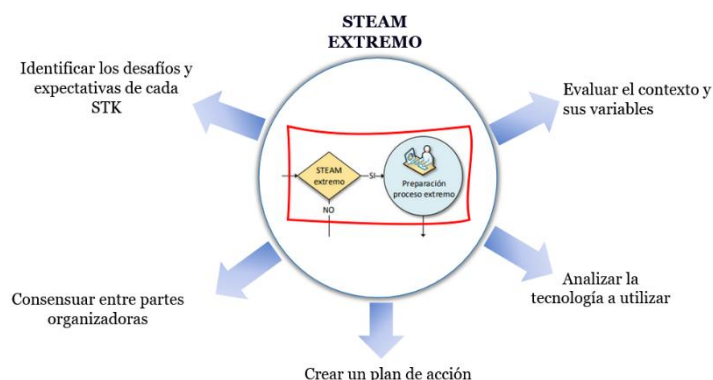 STEAM
EXTREMO
Identificar los desafíos y
expectativas de cada
STK
Evaluar el contexto y
sus variables
STEAM
extremo
SI
Preparación
proceso extremo
NO
Consensuar entre partes
organizadoras
Analizar la
tecnología a utilizar
Crear un plan de acción